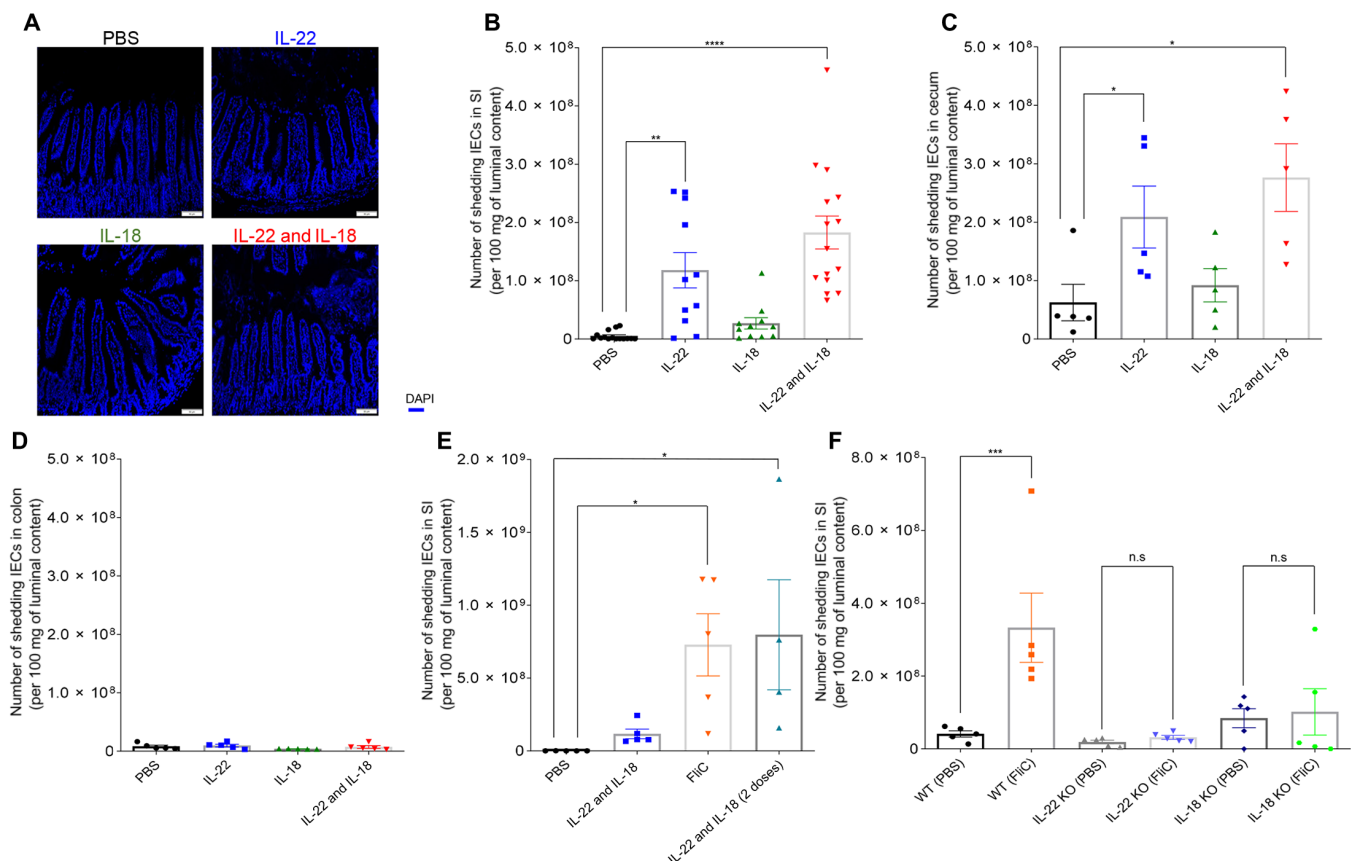 A
PBS
IL-22
IL-18
IL-22 and IL-18
DAPI
B
Number of shedding IECs in SI
(per 100 mg of luminal content)
5.0 × 10⁸
4.0 × 10⁸
3.0 × 10⁸
2.0 × 10⁸
1.0 × 10⁸
0
****
**
PBS
IL-22
IL-18
IL-22 and IL-18
C
Number of shedding IECs in cecum
(per 100 mg of luminal content)
5.0 × 10⁸
4.0 × 10⁸
3.0 × 10⁸
2.0 × 10⁸
1.0 × 10⁸
0
*
*
PBS
IL-22
IL-18
IL-22 and IL-18
D
Number of shedding IECs in colon
(per 100 mg of luminal content)
5.0 × 10⁸
4.0 × 10⁸
3.0 × 10⁸
2.0 × 10⁸
1.0 × 10⁸
0
PBS
IL-22
IL-18
IL-22 and IL-18
E
Number of shedding IECs in SI
(per 100 mg of luminal content)
2.0 × 10⁹
1.5 × 10⁹
1.0 × 10⁹
5.0 × 10⁸
0
*
*
PBS
IL-22 and IL-18
FliC
IL-22 and IL-18 (2 doses)
F
Number of shedding IECs in SI
(per 100 mg of luminal content)
8.0 × 10⁸
6.0 × 10⁸
4.0 × 10⁸
2.0 × 10⁸
0
***
n.s
n.s
WT (PBS)
WT (FliC)
IL-22 KO (PBS)
IL-22 KO (FliC)
IL-18 KO (PBS)
IL-18 KO (FliC)